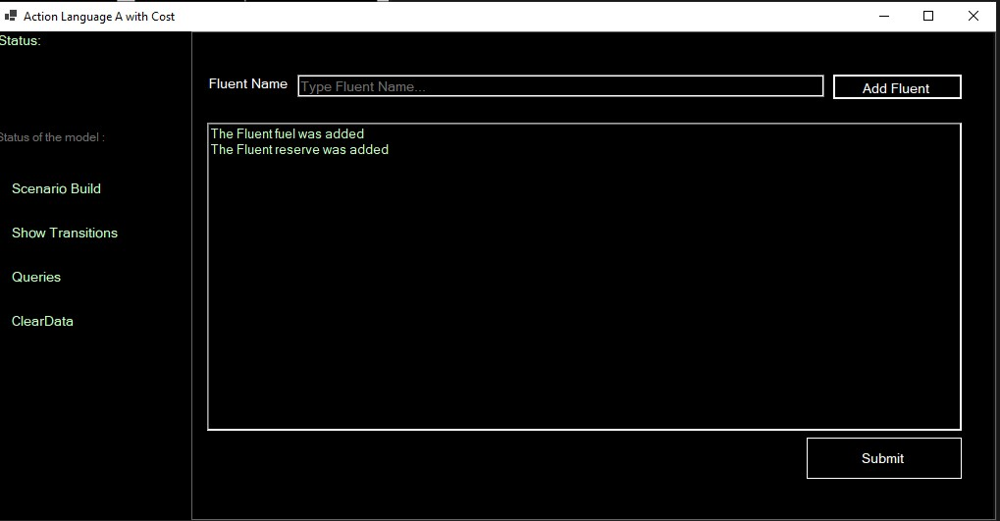 Action Language A with Cost
Status:
Fluent Name Type Fluent Name... Add Fluent
The Fluent fuel was added
The Fluent reserve was added
Status of the model :
Scenario Build
Show Transitions
Queries
ClearData
Submit